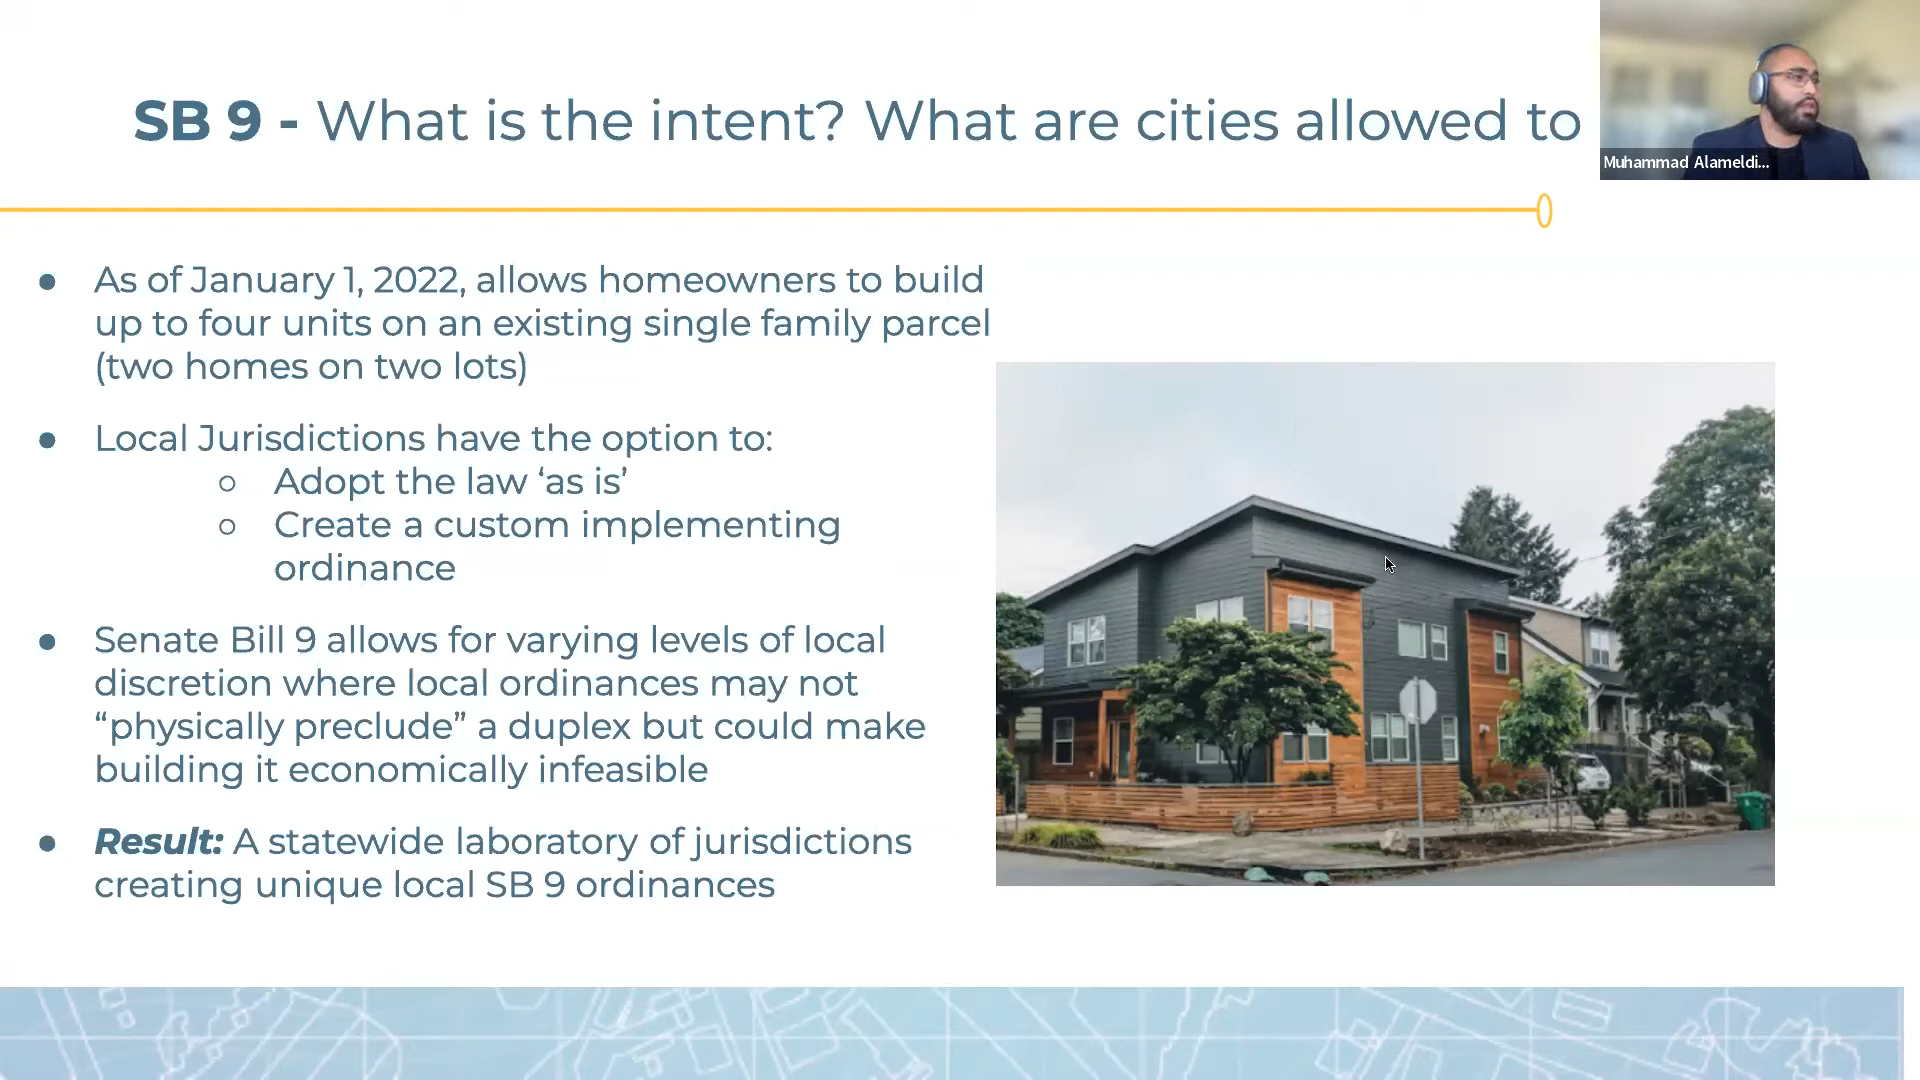 SB 9 - What is the intent? What are cities allowed to
Muhammad Alameldi...
● As of January 1, 2022, allows homeowners to build
up to four units on an existing single family parcel
(two homes on two lots)
● Local Jurisdictions have the option to:
○ Adopt the law ‘as is’
○ Create a custom implementing
ordinance
● Senate Bill 9 allows for varying levels of local
discretion where local ordinances may not
“physically preclude” a duplex but could make
building it economically infeasible
● Result: A statewide laboratory of jurisdictions
creating unique local SB 9 ordinances